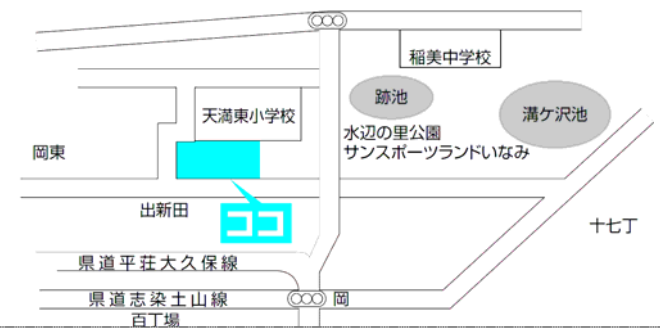 稲美中学校
跡池
天満東小学校
溝ケ沢池
水辺の里公園
サンスポーツランドいなみ
岡東
出新田
ココ
十七丁
県道平荘大久保線
県道志染土山線
岡
百丁場